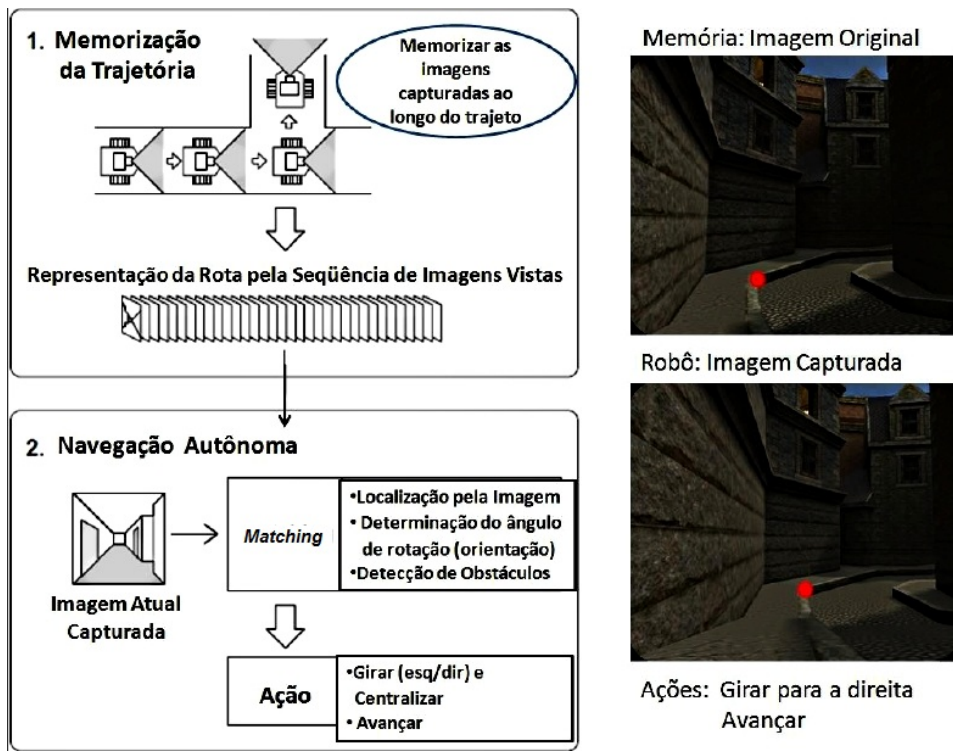 1. Memorização
da Trajetória
Memorizar as
imagens
capturadas ao
longo do trajeto
Representação da Rota pela Seqüência de Imagens Vistas
2. Navegação Autônoma
Imagem Atual
Capturada
Matching
•Localização pela Imagem
• Determinação do ângulo
de rotação (orientação)
•Detecção de Obstáculos
Ação
•Girar (esq/dir) e
Centralizar
• Avançar
Memória: Imagem Original
Robô: Imagem Capturada
Ações: Girar para a direita
Avançar